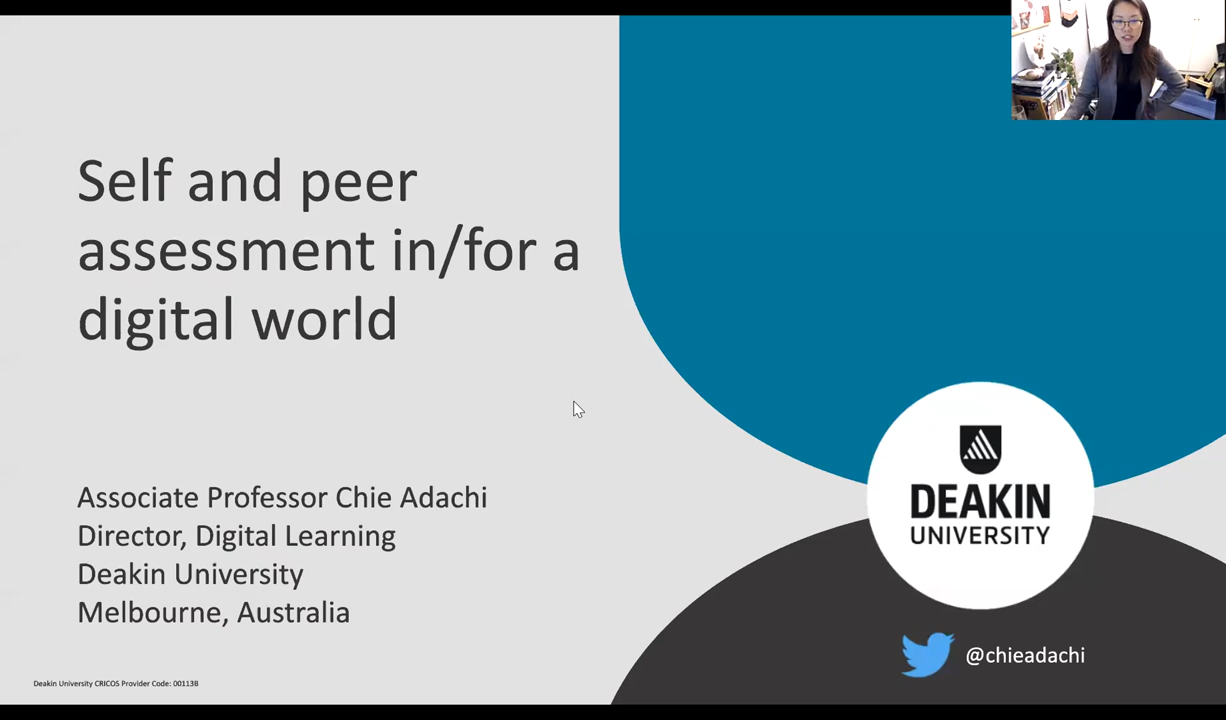 Self and peer
assessment in/for a
digital world
Associate Professor Chie Adachi
Director, Digital Learning
Deakin University
Melbourne, Australia
Deakin University CRICOS Provider Code: 00113B
DEAKIN
UNIVERSITY
@chieadachi